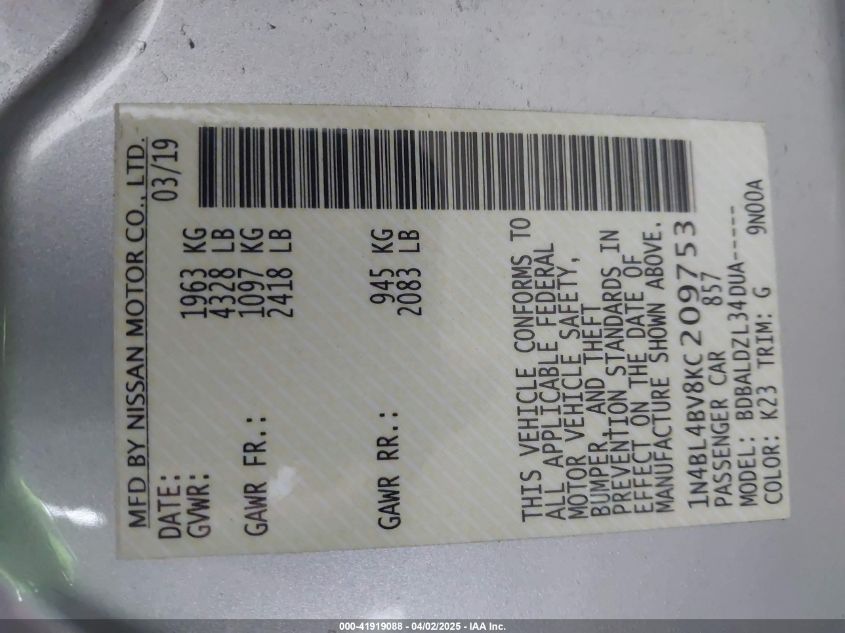 MFD BY NISSAN MOTOR CO., LTD.
DATE: 03/19
GVWR: 1963 KG
4328 LB
GAWR FR.: 1097 KG
2418 LB
GAWR RR.: 945 KG
2083 LB
THIS VEHICLE CONFORMS TO
ALL APPLICABLE FEDERAL
MOTOR VEHICLE SAFETY,
BUMPER, AND THEFT
PREVENTION STANDARDS IN
EFFECT ON THE DATE OF
MANUFACTURE SHOWN ABOVE.
1N4BL4BV8KC209753
PASSENGER CAR 857
MODEL: BDBALDZL34DUA-----
COLOR: K23 TRIM: G 9N00A
000-41919088 - 04/02/2025 - IAA Inc.